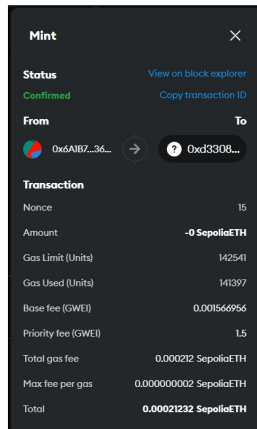 Mint
Status View on block explorer
Confirmed Copy transaction ID
From To
0x6A1B7...36... ? 0xd3308...
Transaction
Nonce 15
Amount -0 SepoliaETH
Gas Limit (Units) 142541
Gas Used (Units) 141397
Base fee (GWEI) 0.001566956
Priority fee (GWEI) 1.5
Total gas fee 0.000212 SepoliaETH
Max fee per gas 0.000000002 SepoliaETH
Total 0.00021232 SepoliaETH